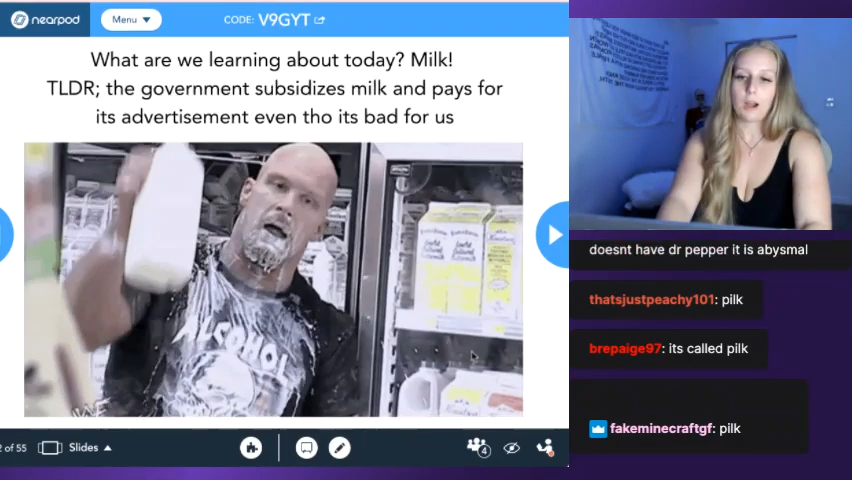 nearpod
Menu
CODE: V9GYT
What are we learning about today? Milk!
TLDR; the government subsidizes milk and pays for
its advertisement even tho its bad for us
ALCOHOL
2 of 55
Slides
4
doesnt have dr pepper it is abysmal
thatsjustpeachy101: pilk
brepaige97: its called pilk
fakeminecraftgf: pilk